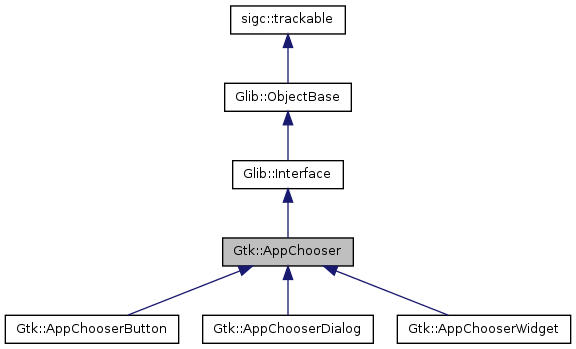 sigc::trackable
Glib::ObjectBase
Glib::Interface
Gtk::AppChooser
Gtk::AppChooserButton
Gtk::AppChooserDialog
Gtk::AppChooserWidget